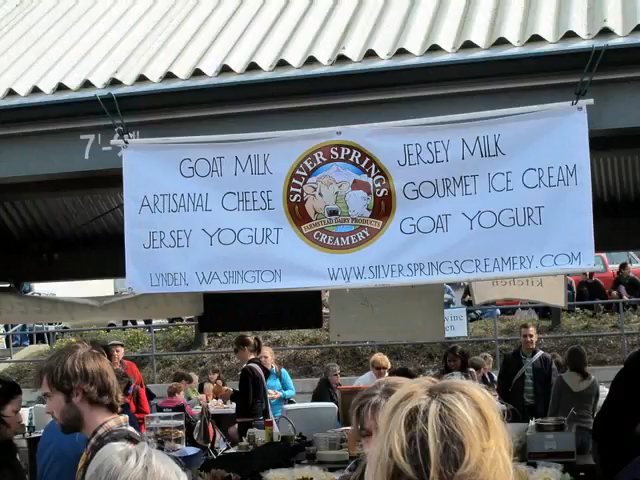 7'
GOAT MILK
ARTISANAL CHEESE
JERSEY YOGURT
LYNDEN, WASHINGTON
SILVER SPRINGS
FARMSTEAD DAIRY PRODUCTS
CREAMERY
JERSEY MILK
GOURMET ICE CREAM
GOAT YOGURT
WWW.SILVERSPRINGSCREAMERY.COM
kitchen
wine